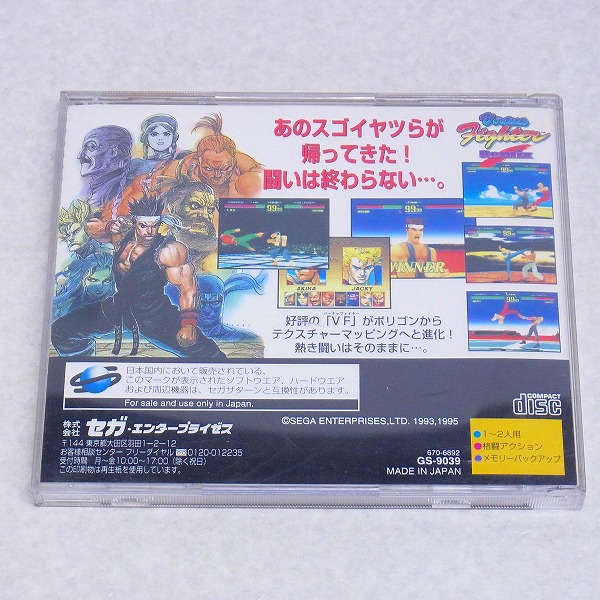 あのスゴイヤツらが
帰ってきた!
闘いは終わらない…。
Virtua
Fighter
REMIX
WINNER
AKIRA
JACKY
バーチャファイター
好評の「VF」がポリゴンから
テクスチャーマッピングへと進化!
熱き闘いはそのままに…。
日本国内において販売されている、
このマークが表示されたソフトウエア、ハードウエア
および周辺機器は、セガサターンと互換性があります。
For sale and use only in Japan.
株式会社 セガ・エンタープライゼス
〒144 東京都大田区羽田1-2-12
お客様相談センター フリーダイヤル 0120-012235
受付時間 月〜金10:00〜17:00(除く祝日)
この印刷物は再生紙を使用しています。
©SEGA ENTERPRISES,LTD. 1993,1995
670-6892
GS-9039
MADE IN JAPAN
COMPACT
disc
1〜2人用
格闘アクション
メモリーバックアップ